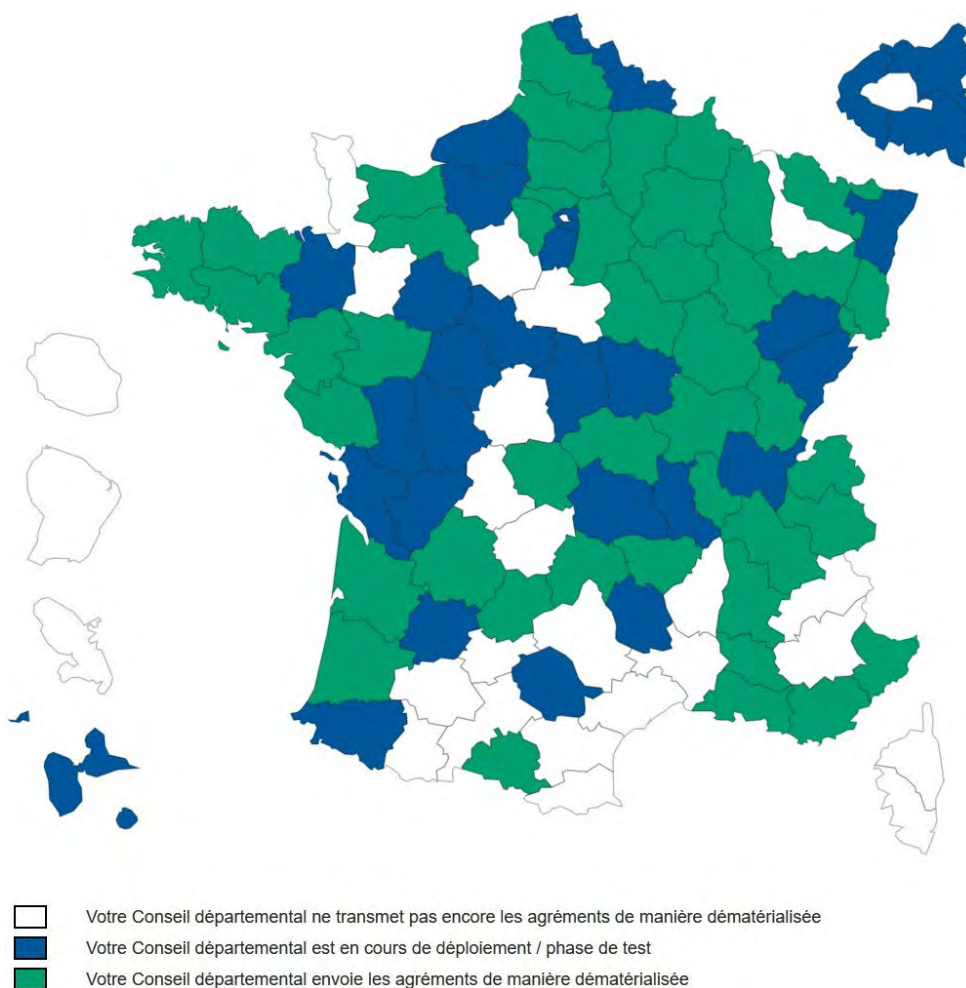 Votre Conseil départemental ne transmet pas encore les agréments de manière dématérialisée
Votre Conseil départemental est en cours de déploiement / phase de test
Votre Conseil départemental envoie les agréments de manière dématérialisée